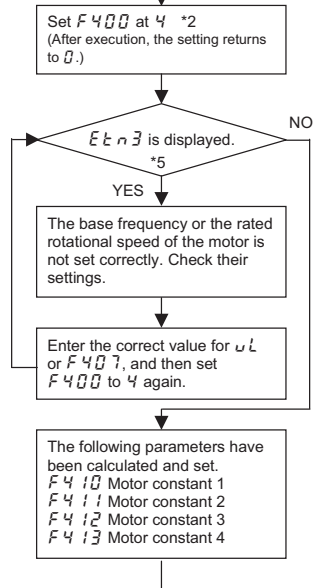 Set F400 at 4 *2
(After execution, the setting returns
to 0.)
Etn3 is displayed.
*5
NO
YES
The base frequency or the rated
rotational speed of the motor is
not set correctly. Check their
settings.
Enter the correct value for uL
or F407, and then set
F400 to 4 again.
The following parameters have
been calculated and set.
F410 Motor constant 1
F411 Motor constant 2
F412 Motor constant 3
F413 Motor constant 4